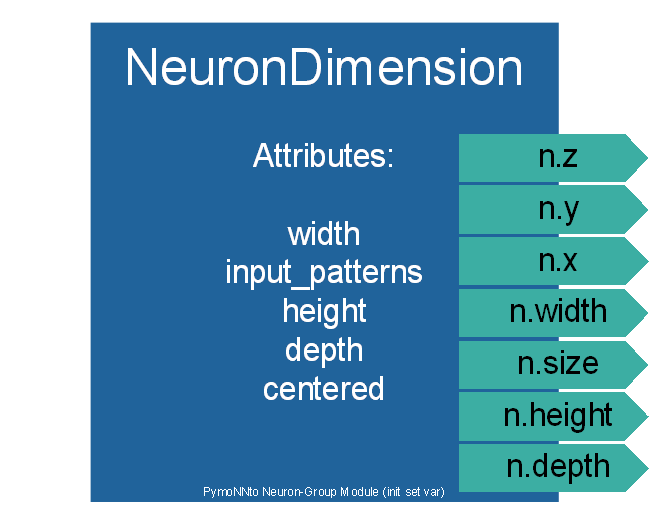 NeuronDimension
Attributes:
width
input_patterns
height
depth
centered
n.z
n.y
n.x
n.width
n.size
n.height
n.depth
PymoNNto Neuron-Group Module (init set var)